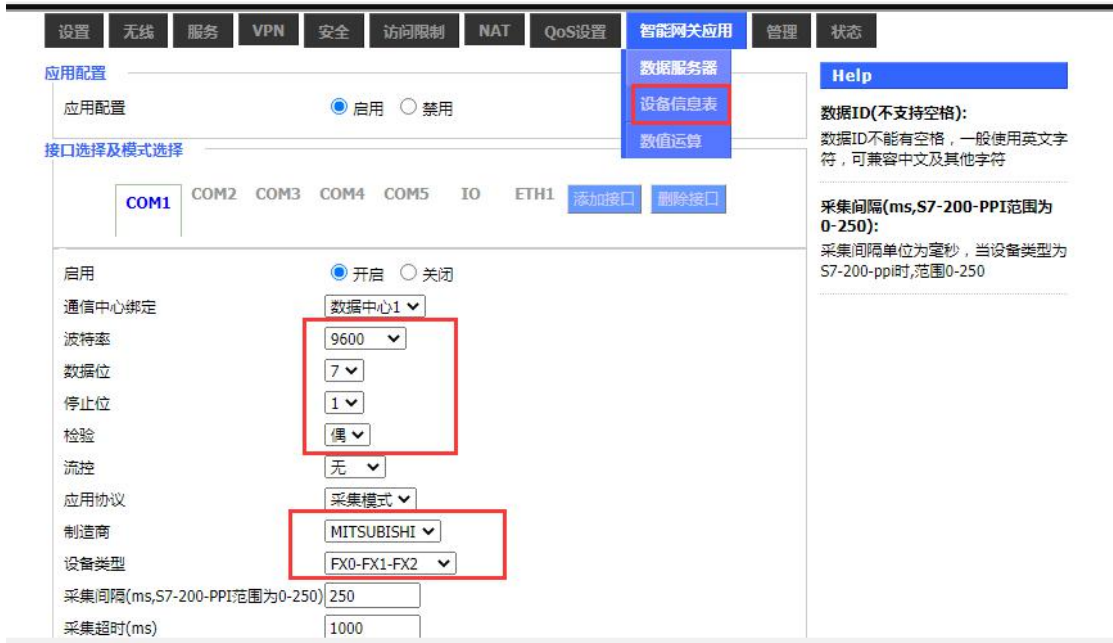 设置 无线 服务 VPN 安全 访问限制 NAT QoS设置 智能网关应用 管理 状态
数据服务器
设备信息表
数值运算
应用配置
应用配置 启用 禁用
接口选择及模式选择
COM1 COM2 COM3 COM4 COM5 IO ETH1 添加接口 删除接口
启用 开启 关闭
通信中心绑定 数据中心1
波特率 9600
数据位 7
停止位 1
检验 偶
流控 无
应用协议 采集模式
制造商 MITSUBISHI
设备类型 FX0-FX1-FX2
采集间隔(ms,S7-200-PPI范围为0-250) 250
采集超时(ms) 1000
Help
数据ID(不支持空格):
数据ID不能有空格，一般使用英文字
符，可兼容中文及其他字符
采集间隔(ms,S7-200-PPI范围为
0-250):
采集间隔单位为毫秒，当设备类型为
S7-200-ppi时,范围0-250